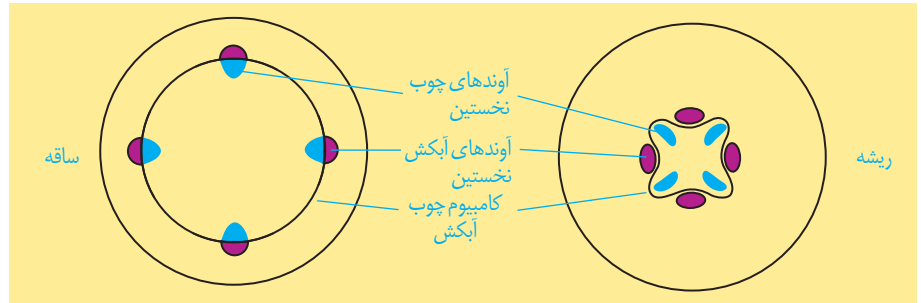 آوندهای چوب
نخستین
آوندهای آبکش
نخستین
کامبیوم چوب
آبکش
ریشه
ساقه